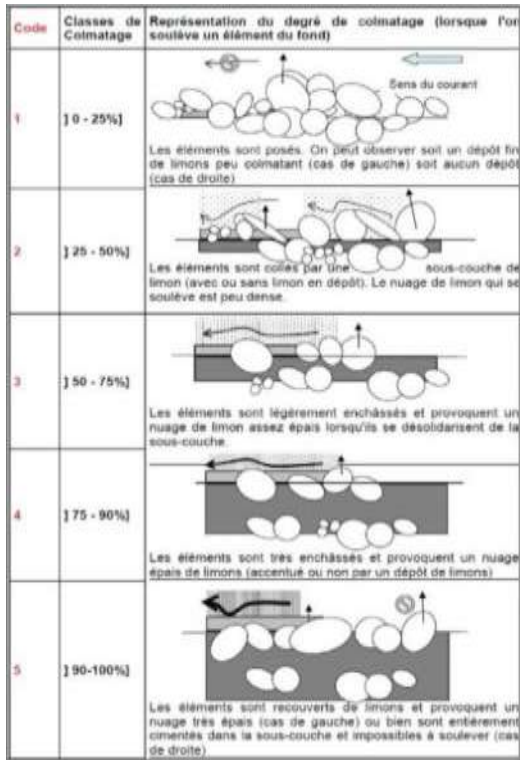 Code
Classes de
Colmatage
Représentation du degré de colmatage (lorsque l'on
soulève un élément du fond)
1
] 0 - 25%]
Sens du courant
Les éléments sont posés. On peut observer soit un dépôt fin
de limons peu colmatant (cas de gauche) soit aucun dépôt
(cas de droite)
2
] 25 - 50%]
Les éléments sont collés par une sous-couche de
limon (avec ou sans limon en dépôt). Le nuage de limon qui se
soulève est peu dense.
3
] 50 - 75%]
Les éléments sont légèrement enchâssés et provoquent un
nuage de limon assez épais lorsqu'ils se désolidarisent de la
sous-couche.
4
] 75 - 90%]
Les éléments sont très enchâssés et provoquent un nuage
épais de limons (accentué ou non par un dépôt de limons)
5
] 90-100%]
Les éléments sont recouverts de limons et provoquent un
nuage très épais (cas de gauche) ou bien sont entièrement
cimentés dans la sous-couche et impossibles à soulever (cas
de droite)